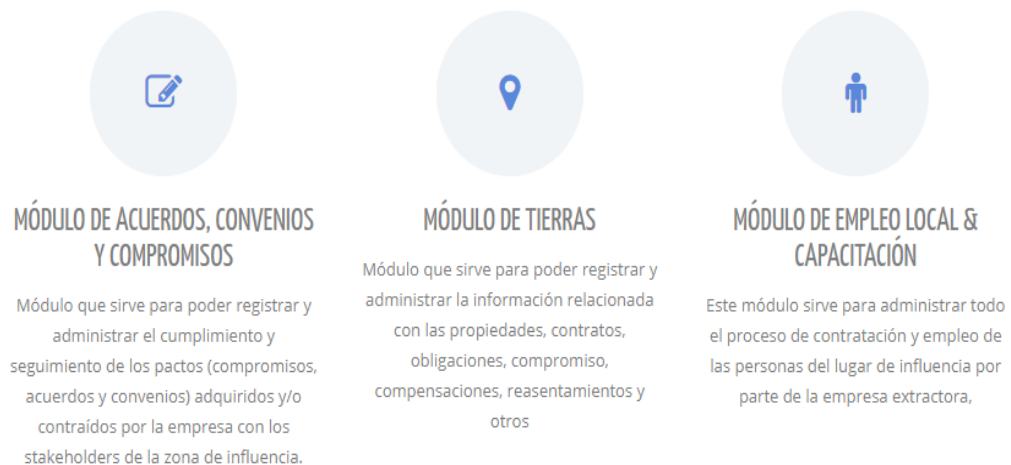 MÓDULO DE ACUERDOS, CONVENIOS
Y COMPROMISOS
Módulo que sirve para poder registrar y
administrar el cumplimiento y
seguimiento de los pactos (compromisos,
acuerdos y convenios) adquiridos y/o
contraídos por la empresa con los
stakeholders de la zona de influencia.
MÓDULO DE TIERRAS
Módulo que sirve para poder registrar y
administrar la información relacionada
con las propiedades, contratos,
obligaciones, compromiso,
compensaciones, reasentamientos y
otros
MÓDULO DE EMPLEO LOCAL &
CAPACITACIÓN
Este módulo sirve para administrar todo
el proceso de contratación y empleo de
las personas del lugar de influencia por
parte de la empresa extractora,